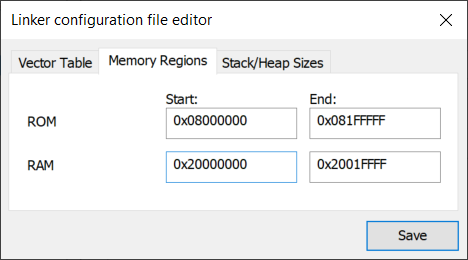 Linker configuration file editor
Vector Table Memory Regions Stack/Heap Sizes
Start: End:
ROM 0x08000000 0x081FFFFF
RAM 0x20000000 0x2001FFFF
Save